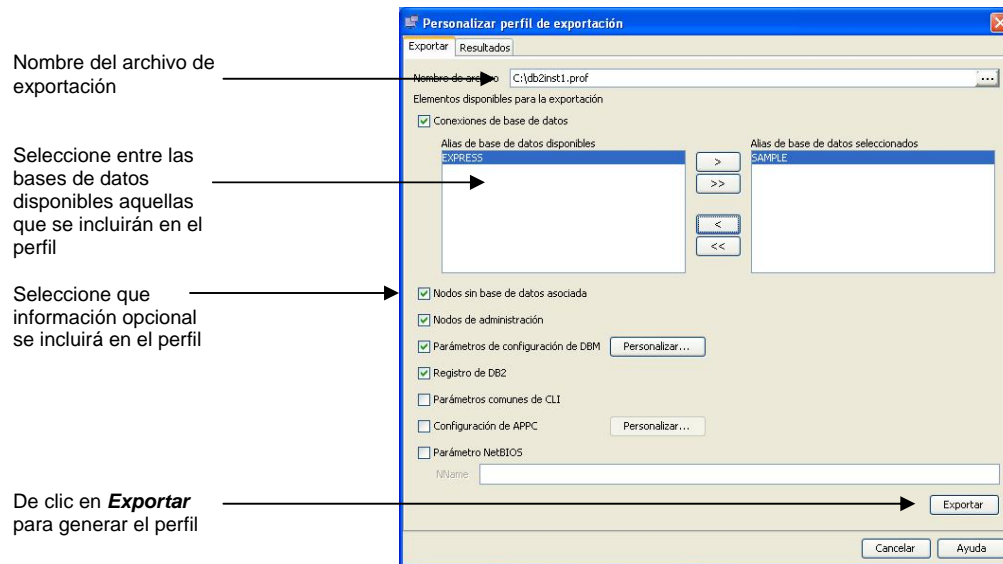 Personalizar perfil de exportación
Exportar Resultados
Nombre del archivo de
exportación
Nombre de archivo C:\db2inst1.prof ...
Elementos disponibles para la exportación
Conexiones de base de datos
Alias de base de datos disponibles
EXPRESS
Alias de base de datos seleccionados
SAMPLE
>
>>
<
<<
Seleccione entre las
bases de datos
disponibles aquellas
que se incluirán en el
perfil
Seleccione que
información opcional
se incluirá en el perfil
Nodos sin base de datos asociada
Nodos de administración
Parámetros de configuración de DBM Personalizar...
Registro de DB2
Parámetros comunes de CLI
Configuración de APPC Personalizar...
Parámetro NetBIOS
NName
De clic en Exportar
para generar el perfil
Exportar
Cancelar Ayuda